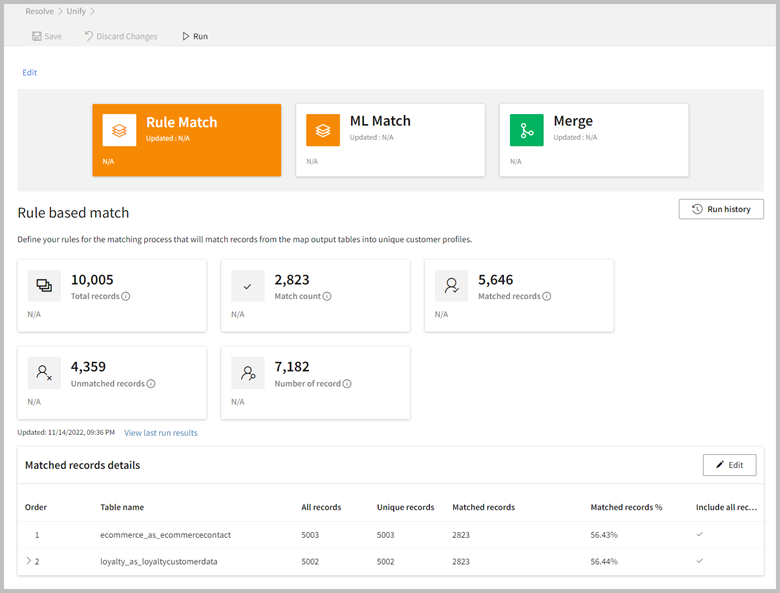 Resolve > Unify >
Save Discard Changes Run
Edit
Rule Match
Updated : N/A
N/A
ML Match
Updated : N/A
N/A
Merge
Updated : N/A
N/A
Rule based match
Run history
Define your rules for the matching process that will match records from the map output tables into unique customer profiles.
10,005
Total records
N/A
2,823
Match count
N/A
5,646
Matched records
N/A
4,359
Unmatched records
N/A
7,182
Number of record
N/A
Updated: 11/14/2022, 09:36 PM View last run results
Matched records details
Edit
Order Table name All records Unique records Matched records Matched records % Include all rec...
1 ecommerce_as_ecommercecontact 5003 5003 2823 56.43%
2 loyalty_as_loyaltycustomerdata 5002 5002 2823 56.44%